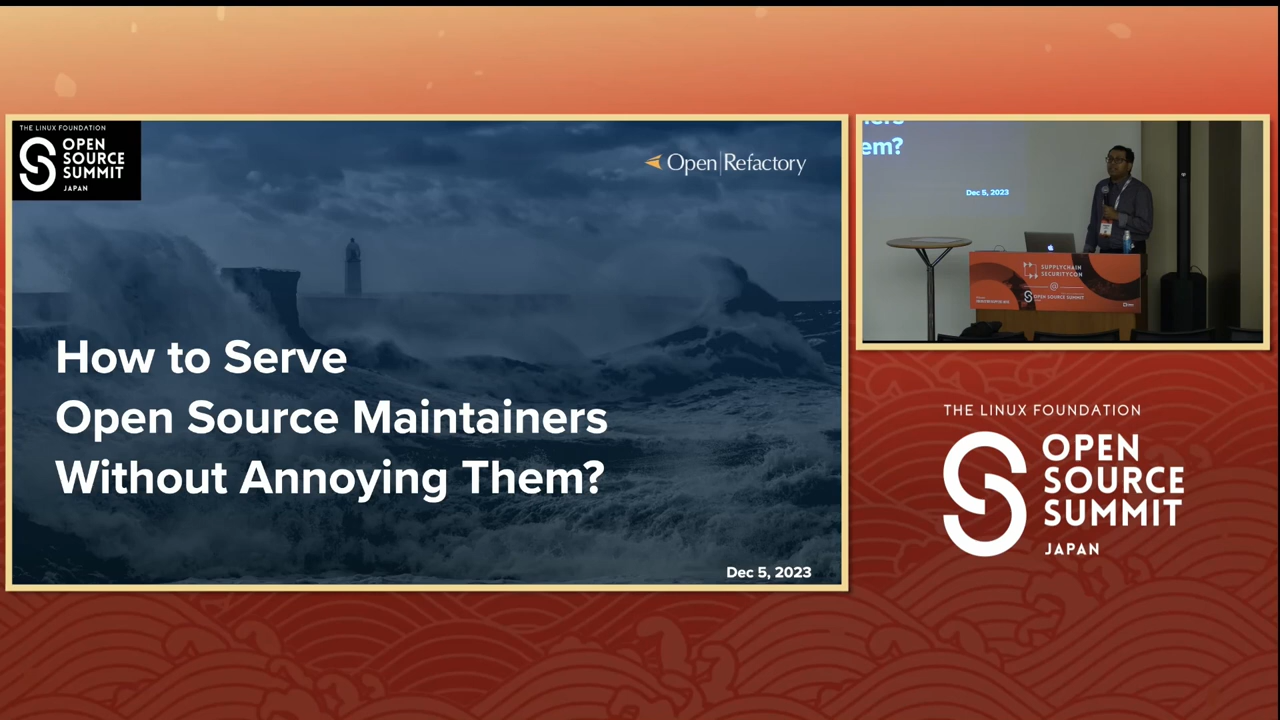 THE LINUX FOUNDATION
OPEN
SOURCE
SUMMIT
JAPAN
Open|Refactory
How to Serve
Open Source Maintainers
Without Annoying Them?
Dec 5, 2023
em?
Dec 5, 2023
SUPPLYCHAIN
SECURITYCON
@
OPEN SOURCE SUMMIT
THE LINUX FOUNDATION
OPEN
SOURCE
SUMMIT
JAPAN